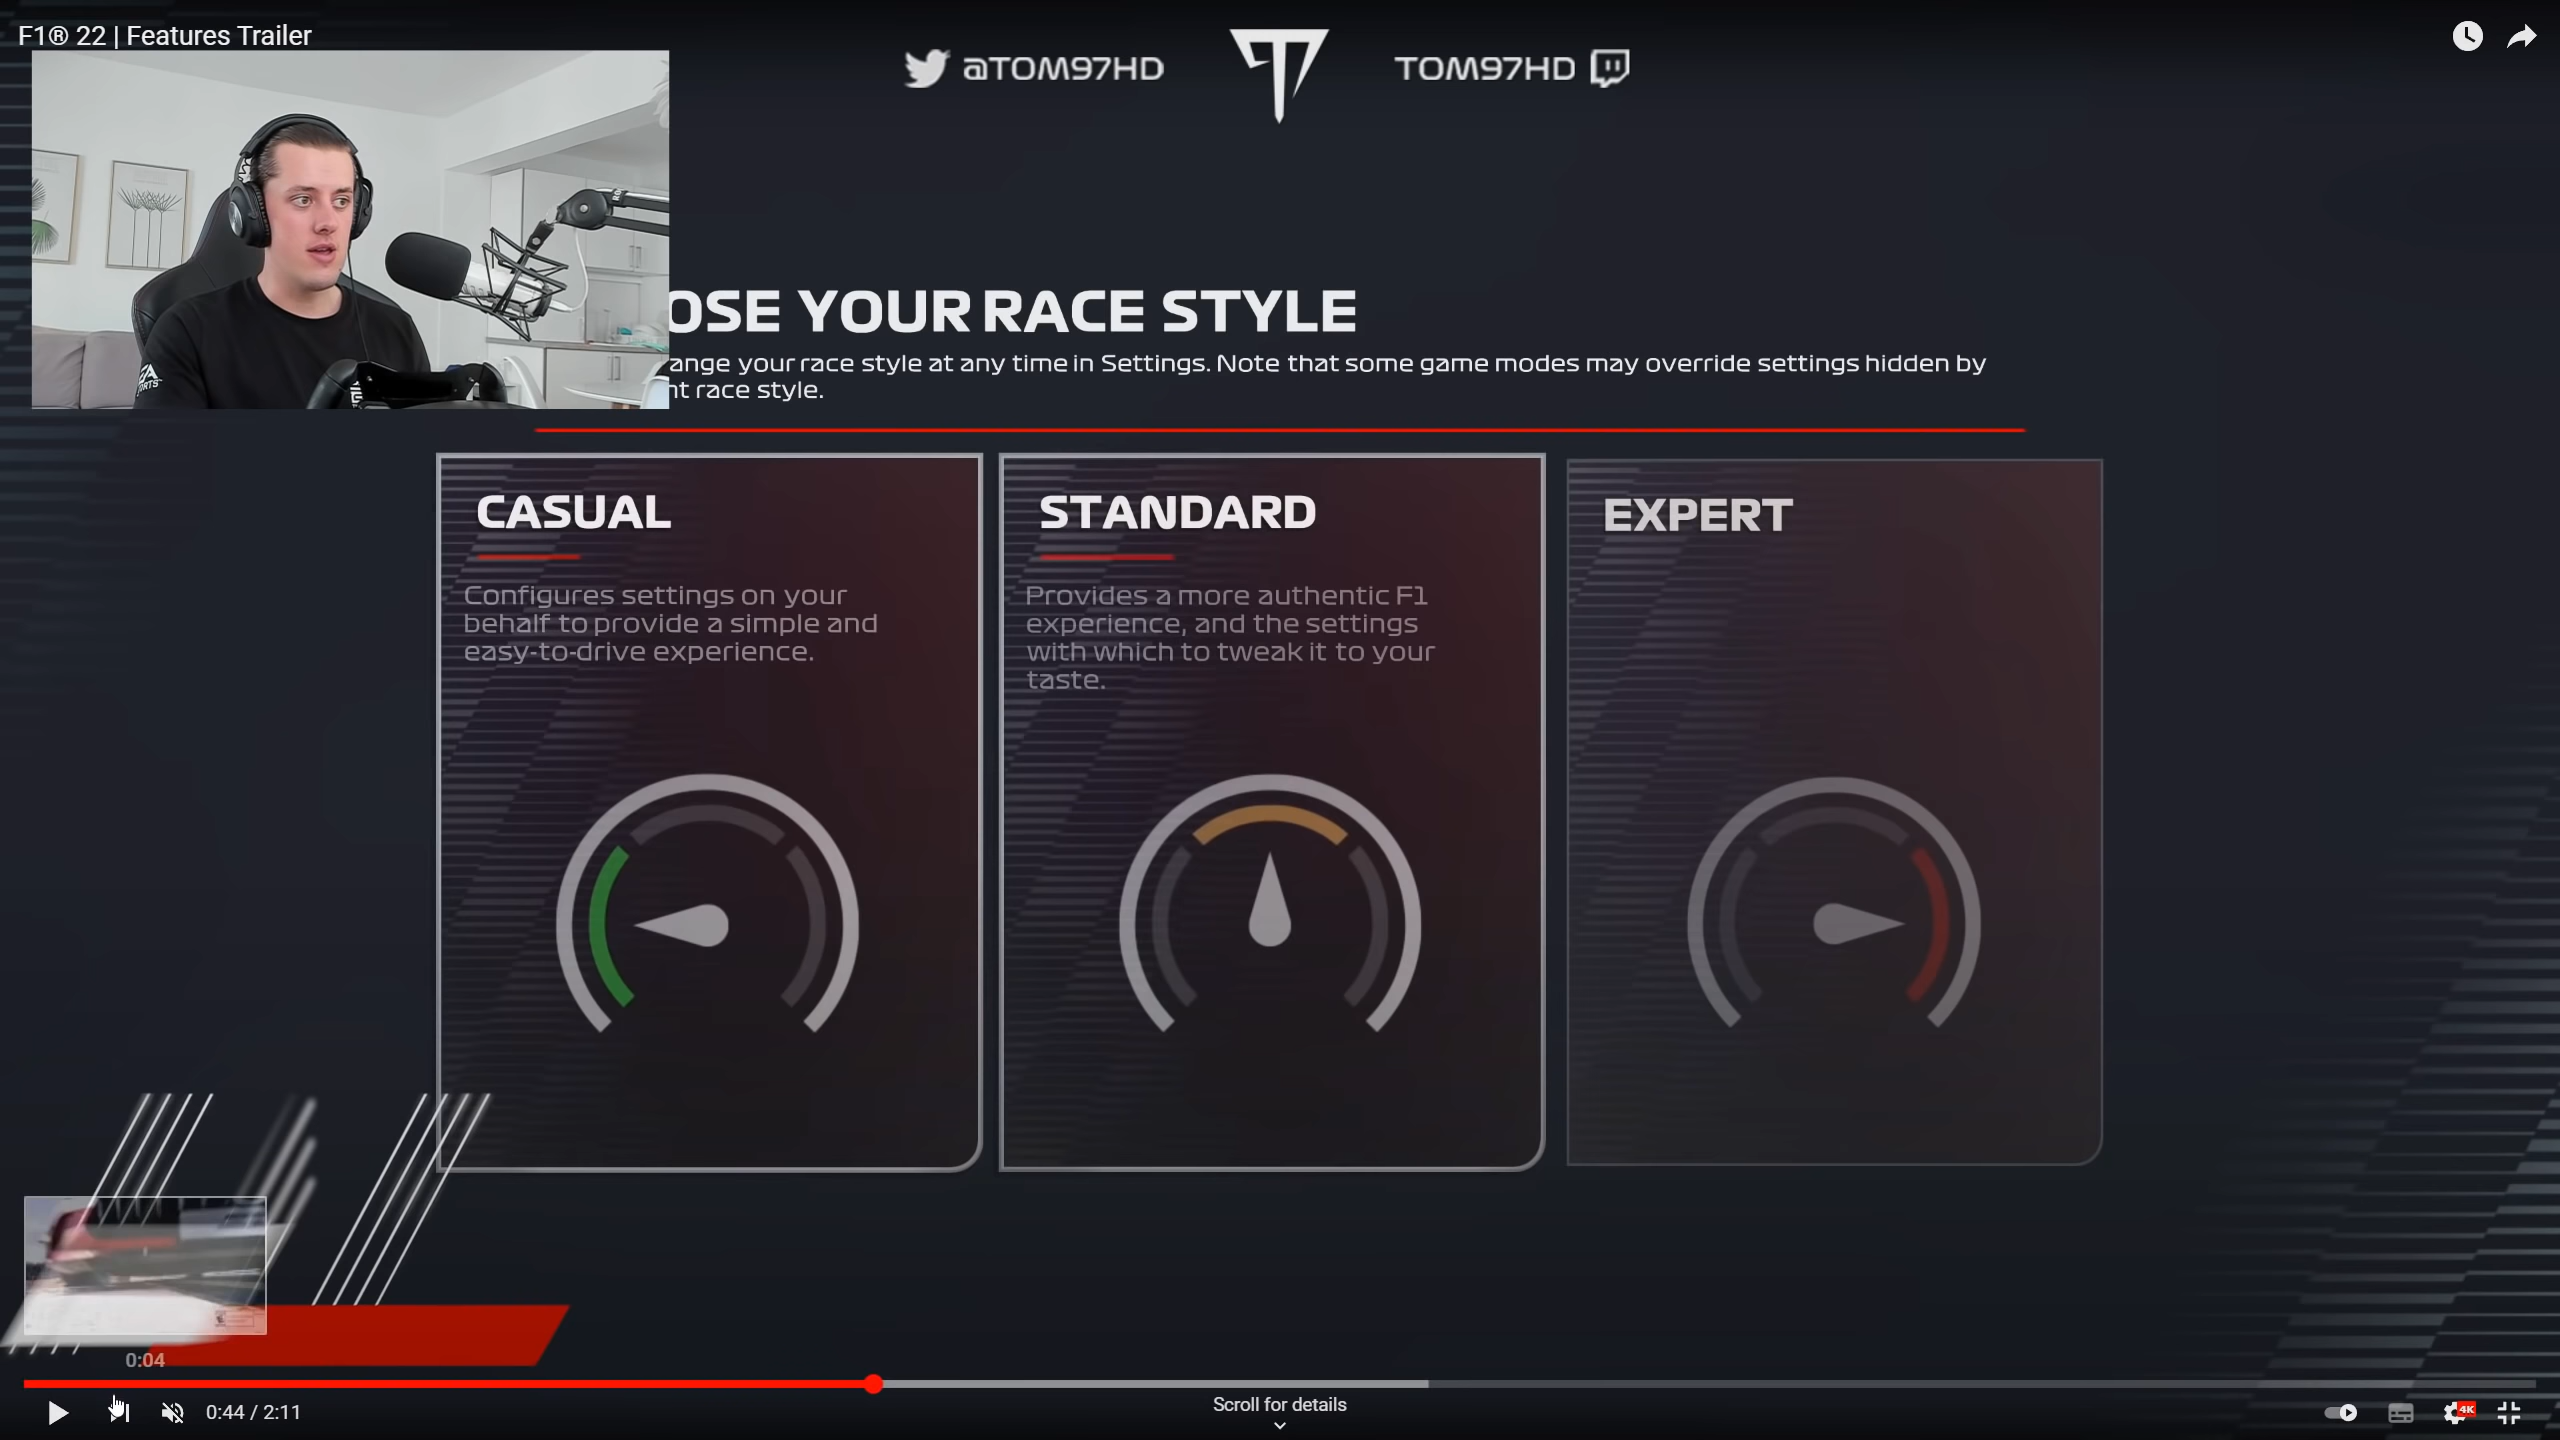 F1® 22 | Features Trailer
@TOM97HD
TOM97HD
OSE YOUR RACE STYLE
ange your race style at any time in Settings. Note that some game modes may override settings hidden by
nt race style.
CASUAL
Configures settings on your
behalf to provide a simple and
easy-to-drive experience.
STANDARD
Provides a more authentic F1
experience, and the settings
with which to tweak it to your
taste.
EXPERT
0:04
0:44 / 2:11
Scroll for details
4K